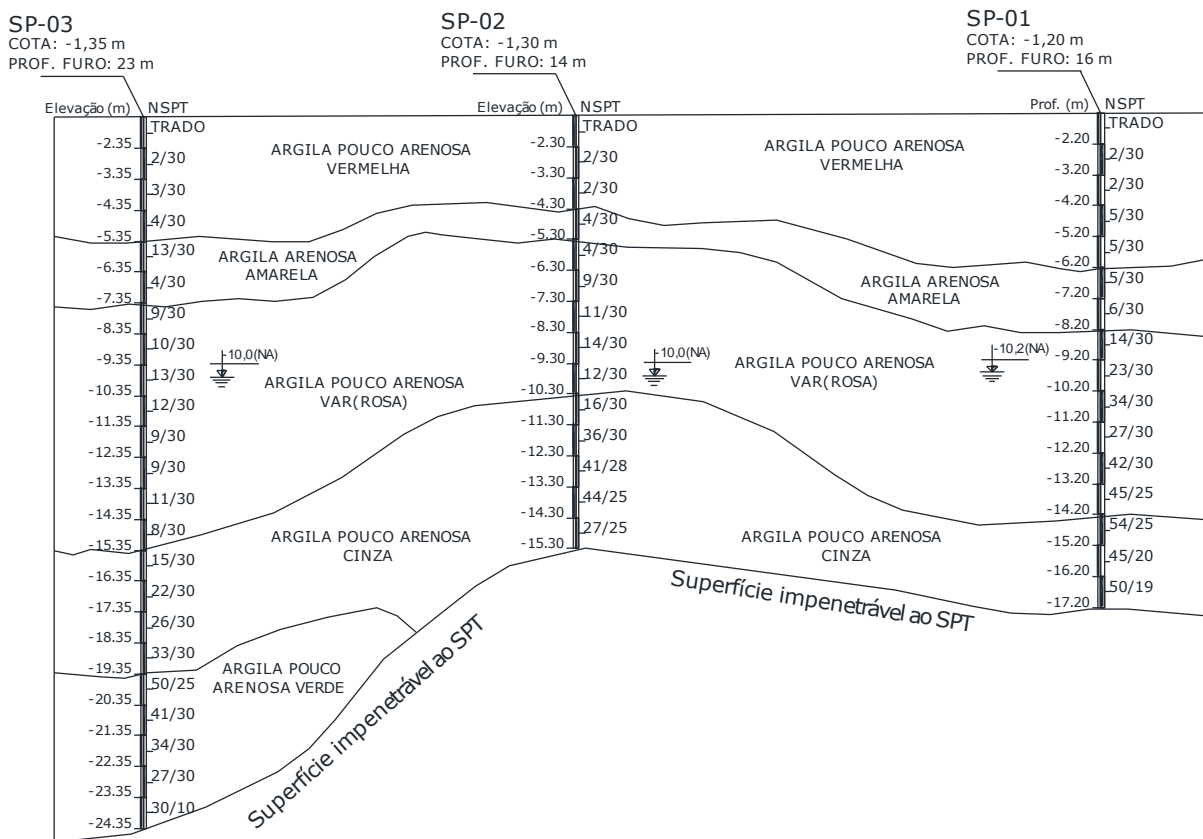 SP-03
COTA: -1,35 m
PROF. FURO: 23 m
SP-02
COTA: -1,30 m
PROF. FURO: 14 m
SP-01
COTA: -1,20 m
PROF. FURO: 16 m
Elevação (m) NSPT
TRADO
-2.35
2/30
-3.35
3/30
-4.35
4/30
-5.35
13/30
-6.35
4/30
-7.35
9/30
-8.35
10/30
-9.35
13/30
-10.35
12/30
-11.35
9/30
-12.35
9/30
-13.35
11/30
-14.35
8/30
-15.35
15/30
-16.35
22/30
-17.35
26/30
-18.35
33/30
-19.35
50/25
-20.35
41/30
-21.35
34/30
-22.35
27/30
-23.35
30/10
-24.35
ARGILA POUCO ARENOSA
VERMELHA
ARGILA ARENOSA
AMARELA
-10,0(NA)
ARGILA POUCO ARENOSA
VAR(ROSA)
ARGILA POUCO ARENOSA
CINZA
ARGILA POUCO
ARENOSA VERDE
Superfície impenetrável ao SPT
Elevação (m) NSPT
TRADO
-2.30
2/30
-3.30
2/30
-4.30
4/30
-5.30
4/30
-6.30
9/30
-7.30
11/30
-8.30
14/30
-9.30
12/30
-10.30
16/30
-11.30
36/30
-12.30
41/28
-13.30
44/25
-14.30
27/25
-15.30
ARGILA POUCO ARENOSA
VERMELHA
ARGILA ARENOSA
AMARELA
-10,0(NA)
ARGILA POUCO ARENOSA
VAR(ROSA)
-10,2(NA)
ARGILA POUCO ARENOSA
CINZA
Superfície impenetrável ao SPT
Prof. (m) NSPT
TRADO
-2.20
2/30
-3.20
2/30
-4.20
5/30
-5.20
5/30
-6.20
5/30
-7.20
6/30
-8.20
14/30
-9.20
23/30
-10.20
34/30
-11.20
27/30
-12.20
42/30
-13.20
45/25
-14.20
54/25
-15.20
45/20
-16.20
50/19
-17.20